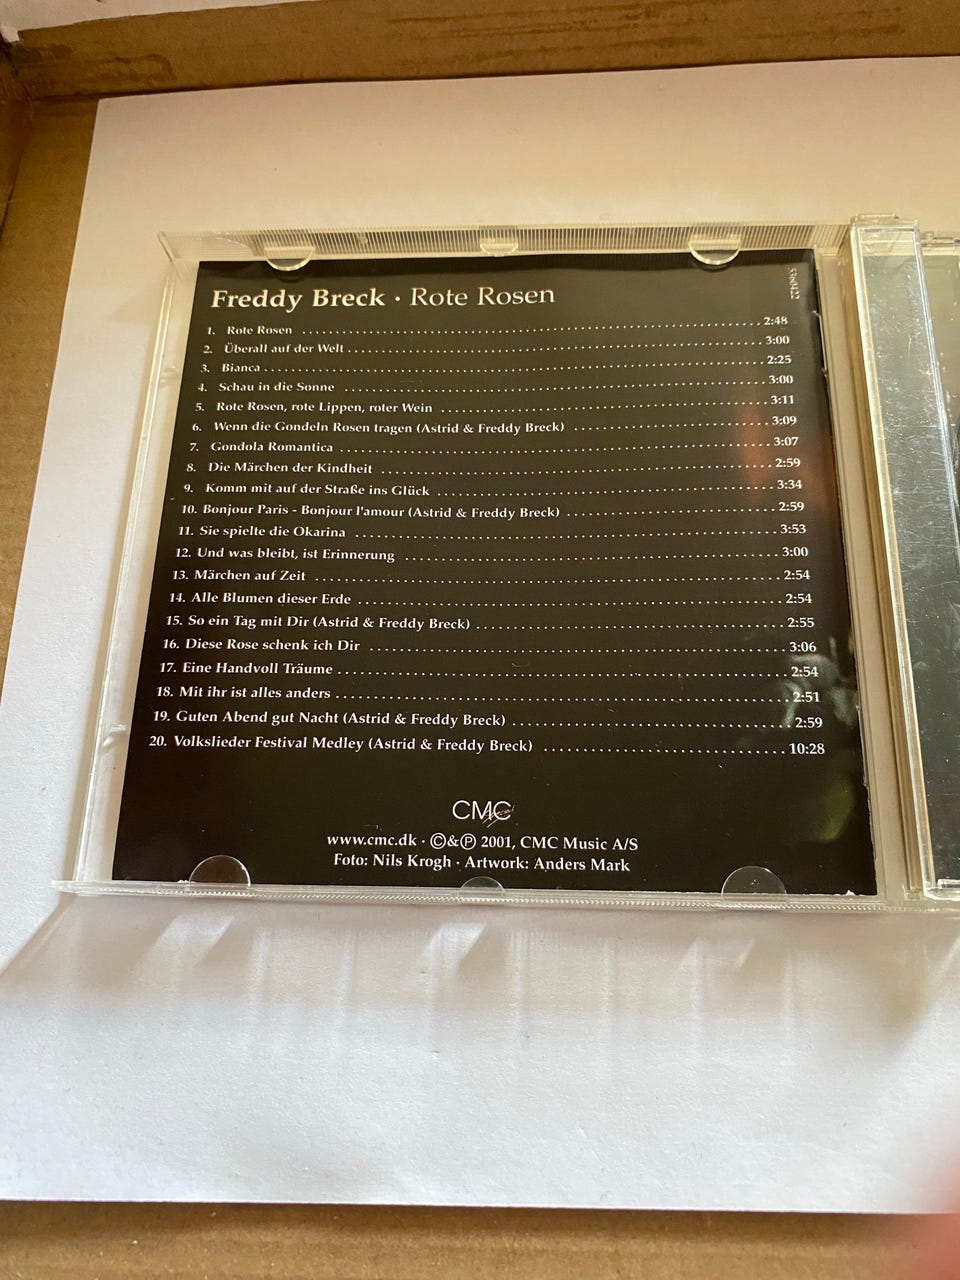 Freddy Breck · Rote Rosen
5360422
1. Rote Rosen ........ 2:48
2. Überall auf der Welt ........ 3:00
3. Bianca ........ 2:25
4. Schau in die Sonne ........ 3:00
5. Rote Rosen, rote Lippen, roter Wein ........ 3:11
6. Wenn die Gondeln Rosen tragen (Astrid & Freddy Breck) ........ 3:09
7. Gondola Romantica ........ 3:07
8. Die Märchen der Kindheit ........ 2:59
9. Komm mit auf der Straße ins Glück ........ 3:34
10. Bonjour Paris - Bonjour l'amour (Astrid & Freddy Breck) ........ 2:59
11. Sie spielte die Okarina ........ 3:53
12. Und was bleibt, ist Erinnerung ........ 3:00
13. Märchen auf Zeit ........ 2:54
14. Alle Blumen dieser Erde ........ 2:54
15. So ein Tag mit Dir (Astrid & Freddy Breck) ........ 2:55
16. Diese Rose schenk ich Dir ........ 3:06
17. Eine Handvoll Träume ........ 2:54
18. Mit ihr ist alles anders ........ 2:51
19. Guten Abend gut Nacht (Astrid & Freddy Breck) ........ 2:59
20. Volkslieder Festival Medley (Astrid & Freddy Breck) ........ 10:28
CMC
www.cmc.dk · ©&℗ 2001, CMC Music A/S
Foto: Nils Krogh · Artwork: Anders Mark